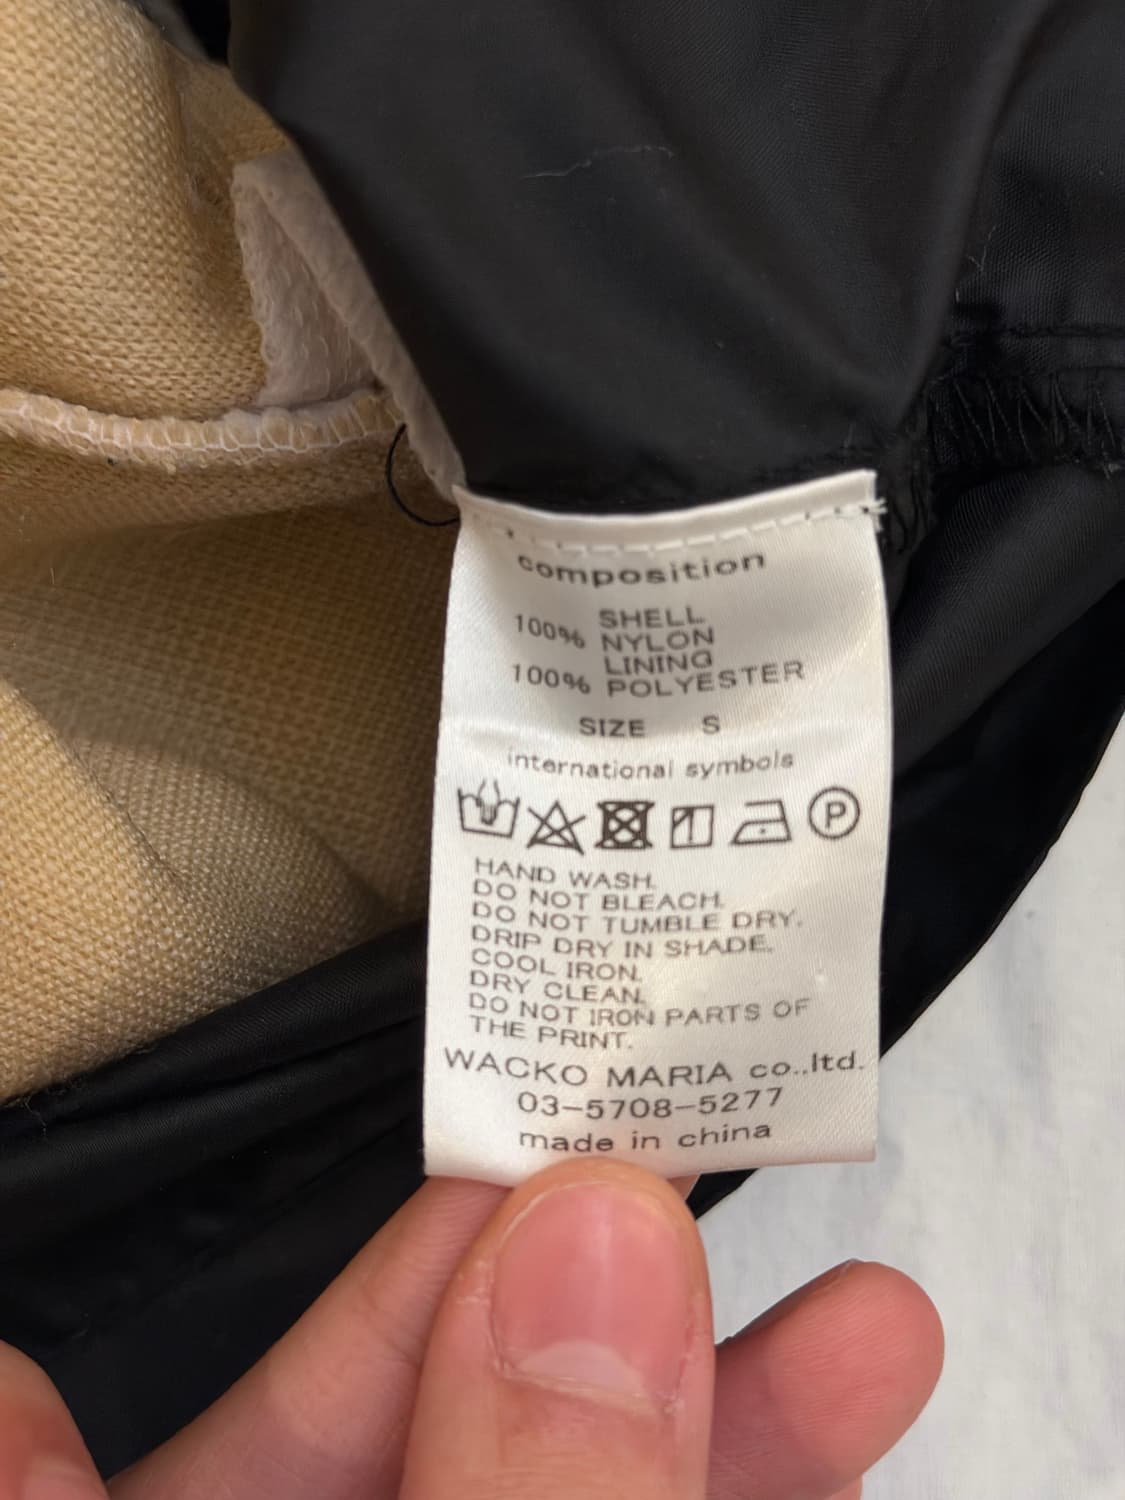 composition
SHELL
100% NYLON
LINING
100% POLYESTER
SIZE S
international symbols
P
HAND WASH.
DO NOT BLEACH.
DO NOT TUMBLE DRY.
DRIP DRY IN SHADE.
COOL IRON.
DRY CLEAN.
DO NOT IRON PARTS OF
THE PRINT.
WACKO MARIA co.,ltd.
03-5708-5277
made in china